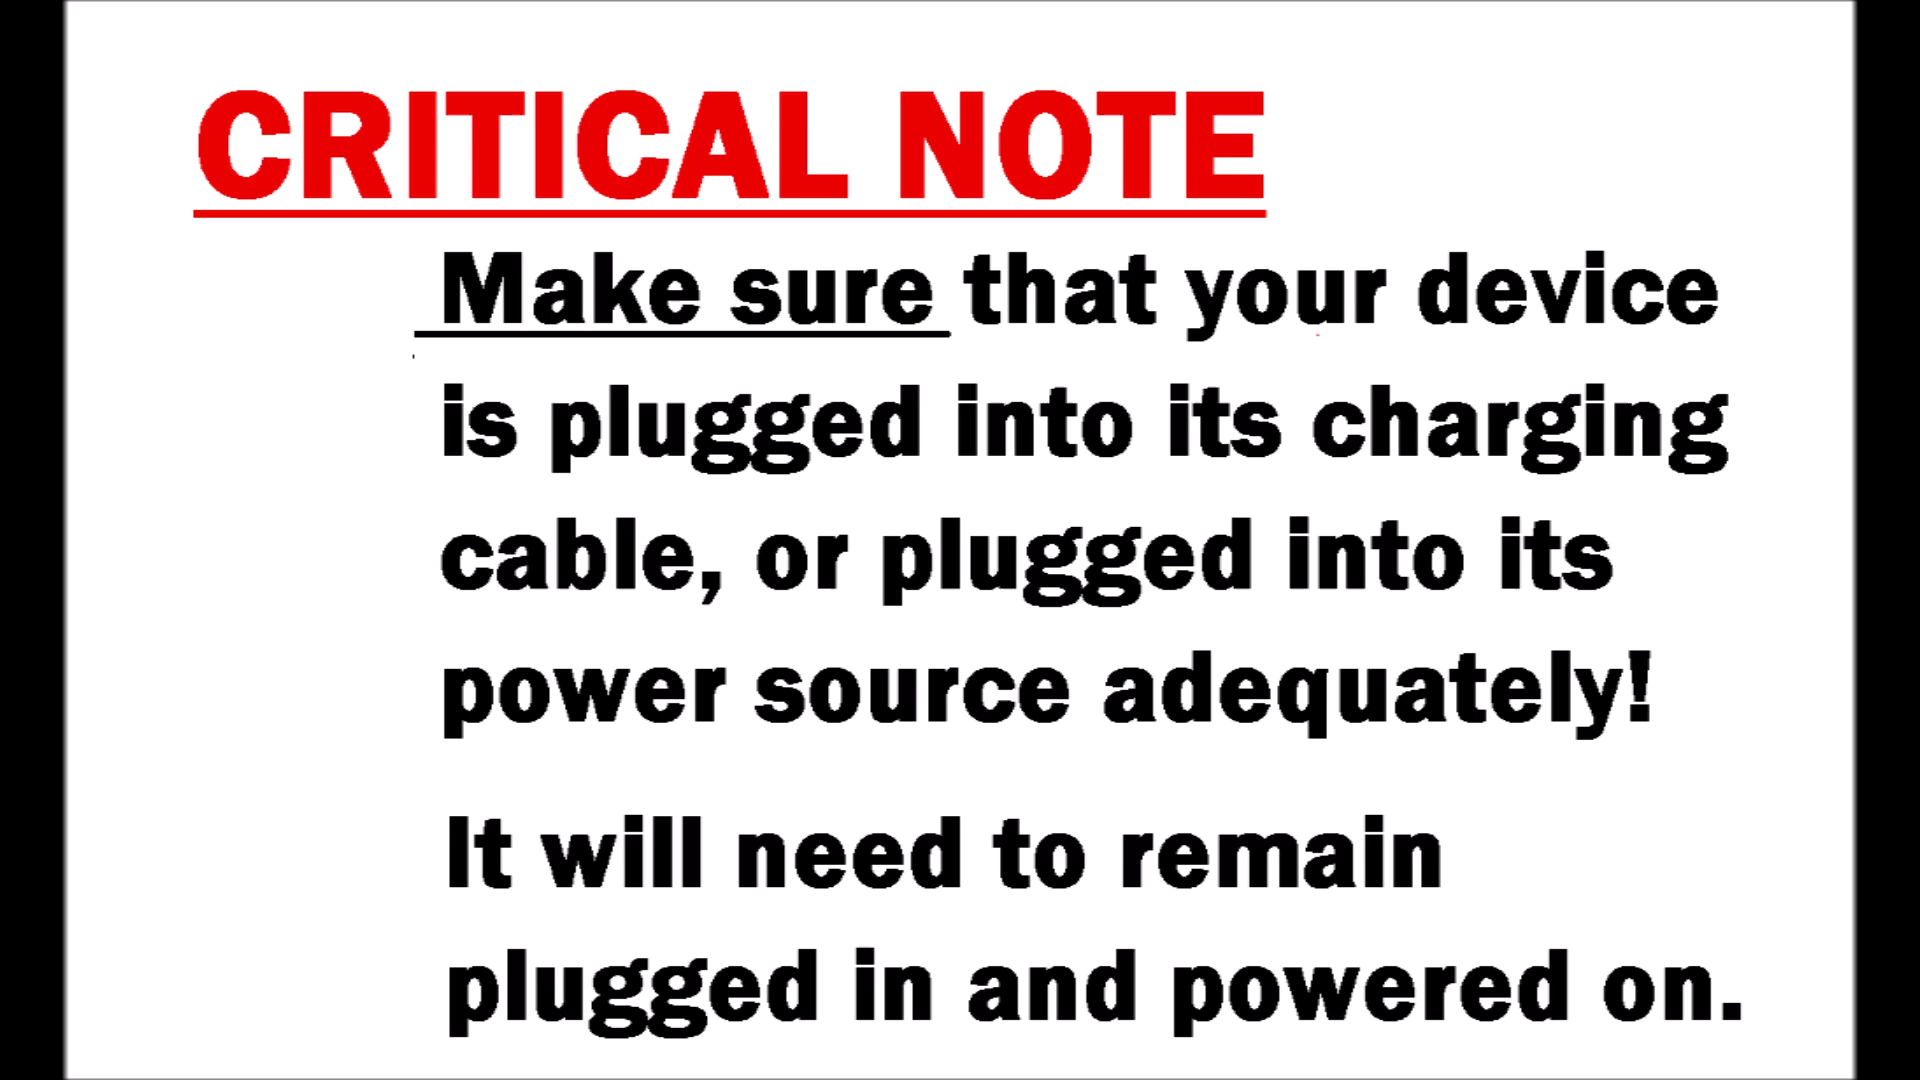 CRITICAL NOTE
Make sure that your device
is plugged into its charging
cable, or plugged into its
power source adequately!
It will need to remain
plugged in and powered on.